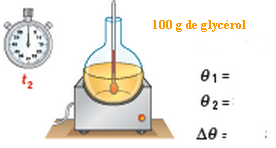 100 g de glycérol
t₂
θ₁ =
θ₂ =
Δθ =